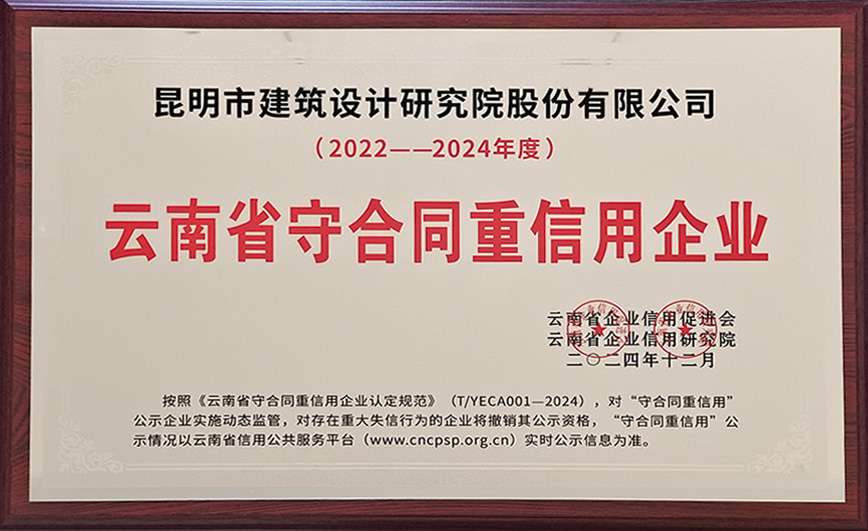 昆明市建筑设计研究院股份有限公司
（2022——2024年度）
云南省守合同重信用企业
云南省企业信用促进会
云南省企业信用研究院
二〇二四年十二月
按照《云南省守合同重信用企业认定规范》（T/YECA001—2024），对“守合同重信用”
公示企业实施动态监管，对存在重大失信行为的企业将撤销其公示资格，“守合同重信用”公
示情况以云南省信用公共服务平台（www.cncpsp.org.cn）实时公示信息为准。